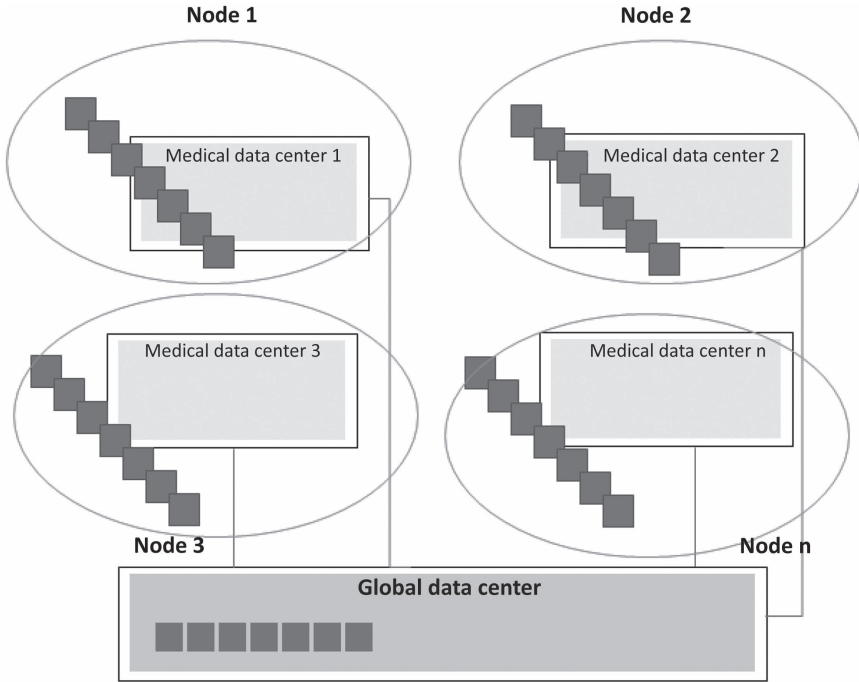 Node 1
Node 2
Medical data center 1
Medical data center 2
Medical data center 3
Medical data center n
Node 3
Node n
Global data center